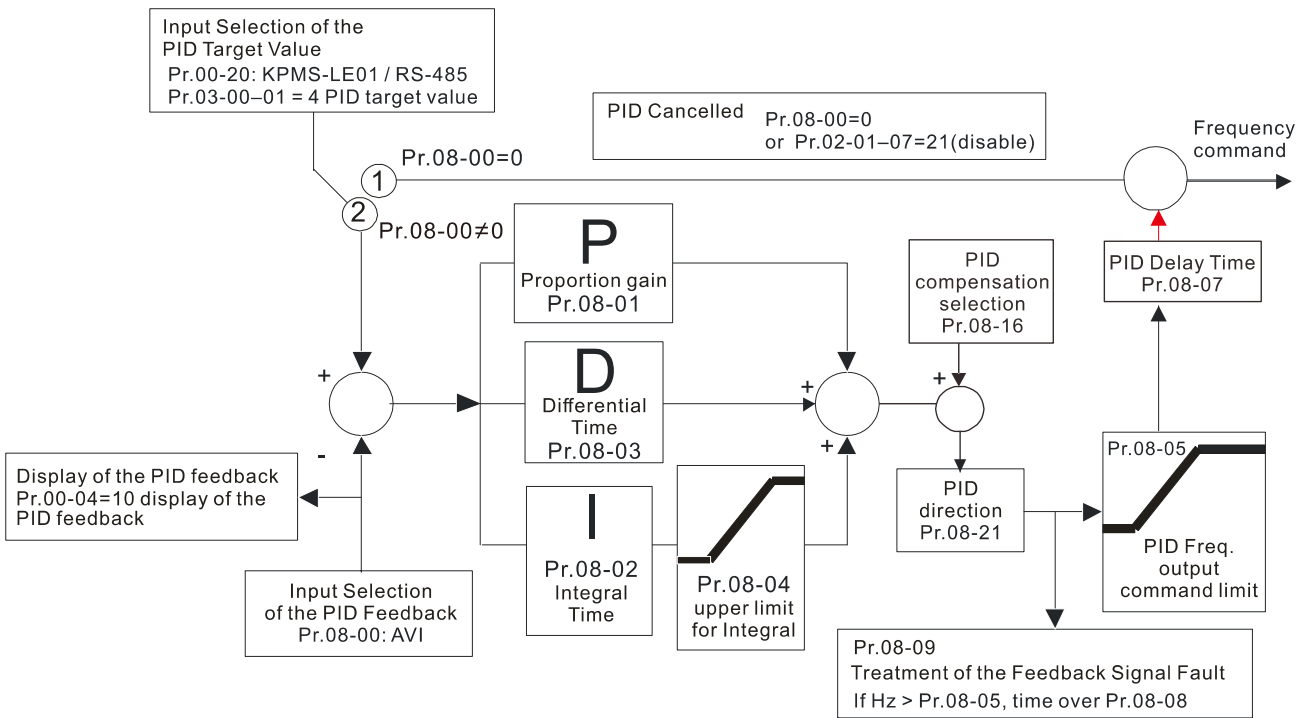 Input Selection of the
PID Target Value
Pr.00-20: KPMS-LE01 / RS-485
Pr.03-00–01 = 4 PID target value
PID Cancelled
Pr.08-00=0
or Pr.02-01–07=21(disable)
Frequency
command
Pr.08-00=0
1
2
Pr.08-00≠0
P
Proportion gain
Pr.08-01
PID
compensation
selection
Pr.08-16
PID Delay Time
Pr.08-07
+
-
D
Differential
Time
Pr.08-03
+
+
+
Display of the PID feedback
Pr.00-04=10 display of the
PID feedback
I
Pr.08-02
Integral
Time
Pr.08-04
upper limit
for Integral
PID
direction
Pr.08-21
Pr.08-05
PID Freq.
output
command limit
Input Selection
of the PID Feedback
Pr.08-00: AVI
Pr.08-09
Treatment of the Feedback Signal Fault
If Hz > Pr.08-05, time over Pr.08-08